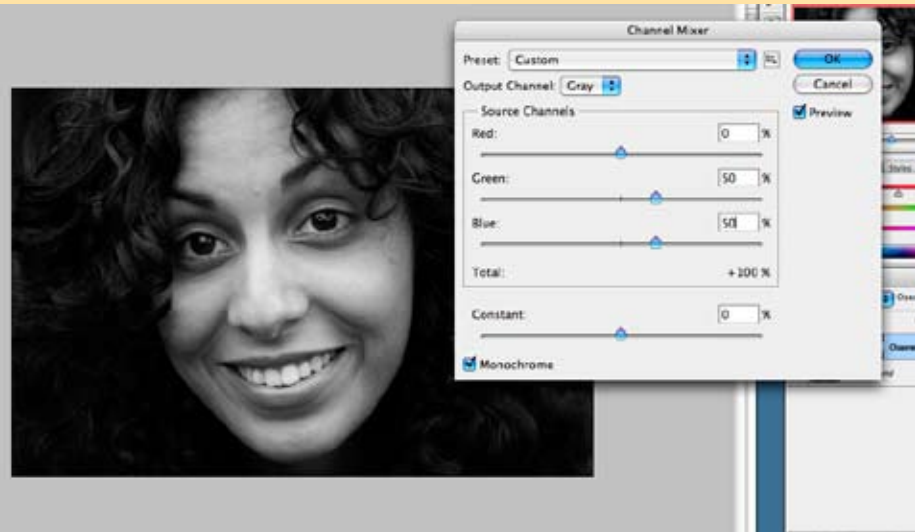 Channel Mixer
Preset: Custom
OK
Output Channel: Gray
Cancel
Source Channels
Preview
Red: 0 %
Green: 50 %
Blue: 50 %
Total: +100 %
Constant: 0 %
Monochrome
Styles